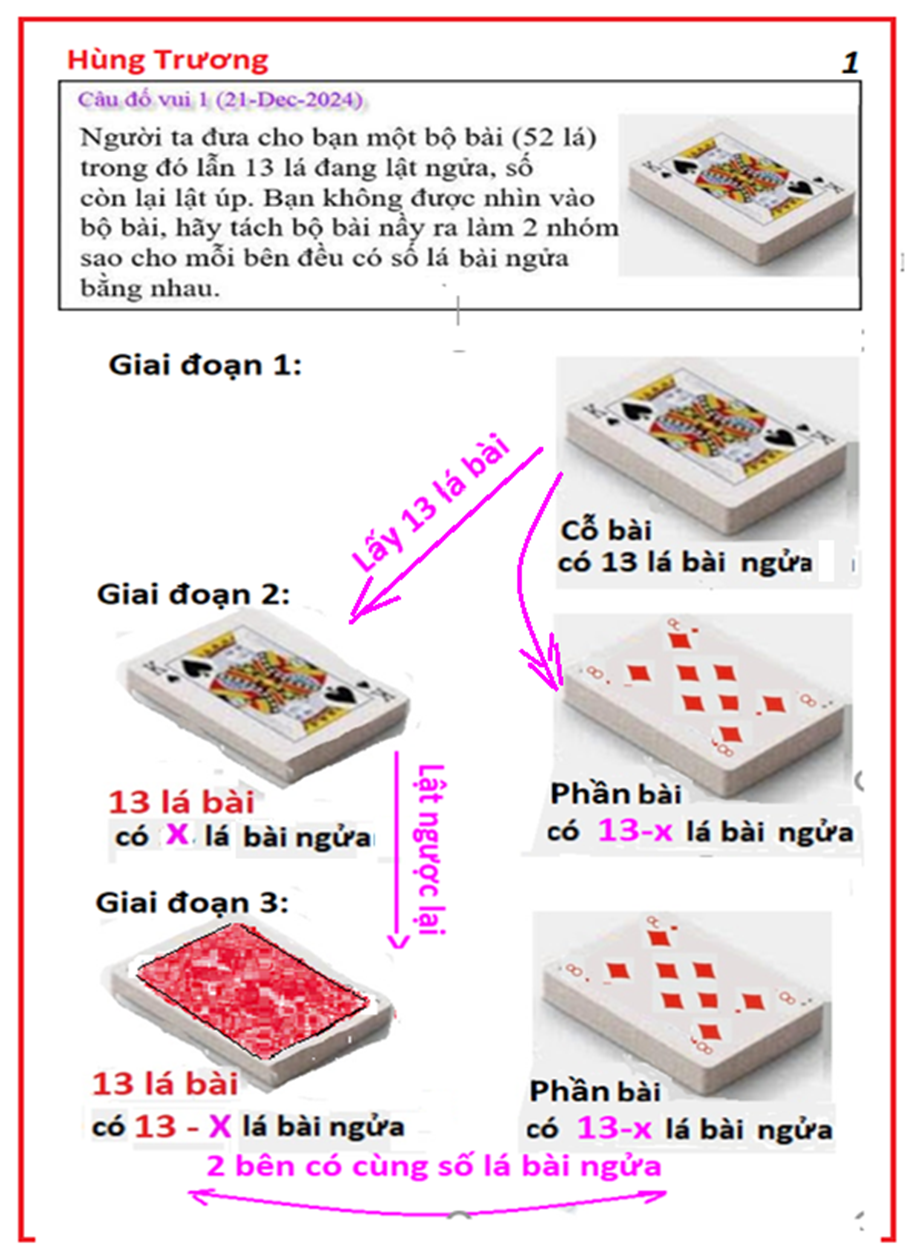 Hùng Trương
1
Câu đố vui 1 (21-Dec-2024)
Người ta đưa cho bạn một bộ bài (52 lá)
trong đó lẫn 13 lá đang lật ngửa, số
còn lại lật úp. Bạn không được nhìn vào
bộ bài, hãy tách bộ bài nầy ra làm 2 nhóm
sao cho mỗi bên đều có số lá bài ngửa
bằng nhau.
Giai đoạn 1:
Lấy 13 lá bài
Cỗ bài
có 13 lá bài ngửa
Giai đoạn 2:
13 lá bài
có X lá bài ngửa
Lật ngược lại
Phần bài
có 13-x lá bài ngửa
Giai đoạn 3:
13 lá bài
có 13 - X lá bài ngửa
Phần bài
có 13-x lá bài ngửa
2 bên có cùng số lá bài ngửa